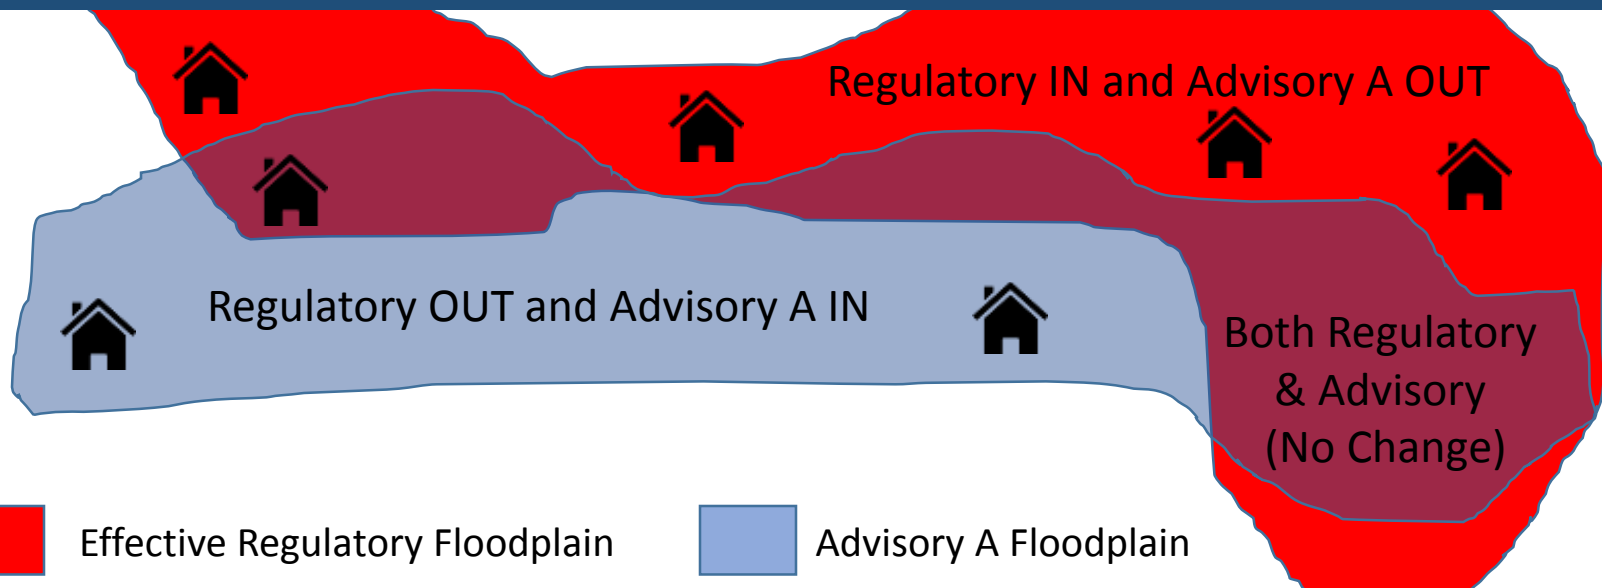 Regulatory IN and Advisory A OUT
Regulatory OUT and Advisory A IN
Both Regulatory
& Advisory
(No Change)
Effective Regulatory Floodplain
Advisory A Floodplain